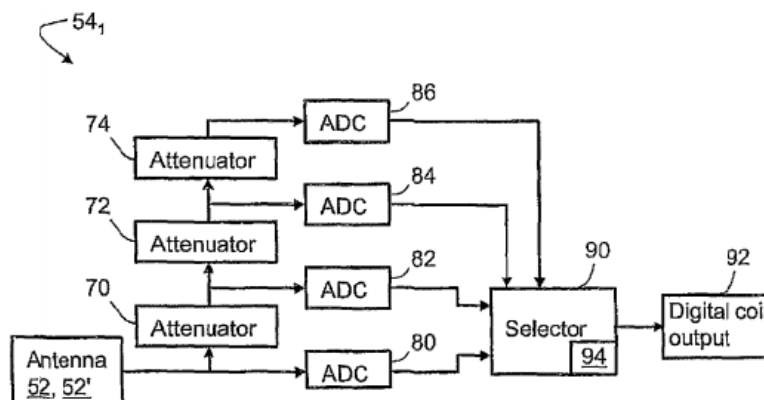 54₁
86
ADC
74
Attenuator
84
ADC
72
Attenuator
82
ADC
90
92
70
Attenuator
Selector
94
Digital coi
output
80
ADC
Antenna
52, 52'